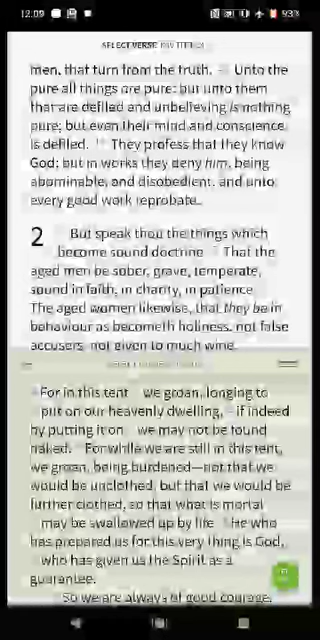 12:09
93%
SELECT VERSE
men, that turn from the truth. Unto the
pure all things are pure: but unto them
that are defiled and unbelieving is nothing
pure; but even their mind and conscience
is defiled. They profess that they know
God; but in works they deny him, being
abominable, and disobedient, and unto
every good work reprobate.
2 But speak thou the things which
become sound doctrine That the
aged men be sober, grave, temperate,
sound in faith, in charity, in patience
The aged women likewise, that they be in
behaviour as becometh holiness, not false
accusers, not given to much wine
For in this tent we groan, longing to
put on our heavenly dwelling, if indeed
by putting it on we may not be found
naked. For while we are still in this tent,
we groan, being burdened—not that we
would be unclothed, but that we would be
further clothed, so that what is mortal
may be swallowed up by life He who
has prepared us for this very thing is God,
who has given us the Spirit as a
guarantee.
So we are always of good courage.